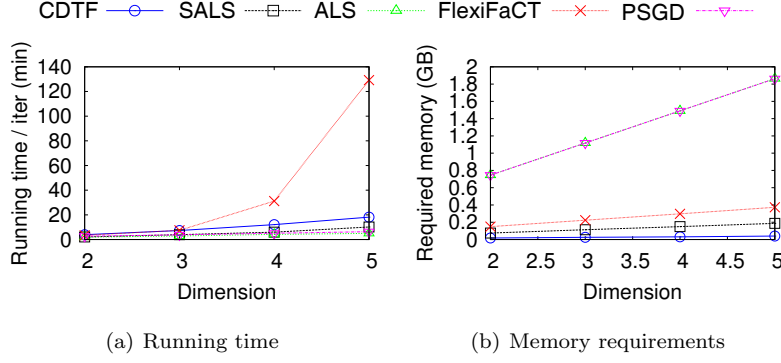 CDTF SALS ALS FlexiFaCT PSGD
Running time / iter (min)
140
120
100
80
60
40
20
0
2 3 4 5
Dimension
(a) Running time
Required memory (GB)
2
1.8
1.6
1.4
1.2
1
0.8
0.6
0.4
0.2
0
2 2.5 3 3.5 4 4.5 5
Dimension
(b) Memory requirements